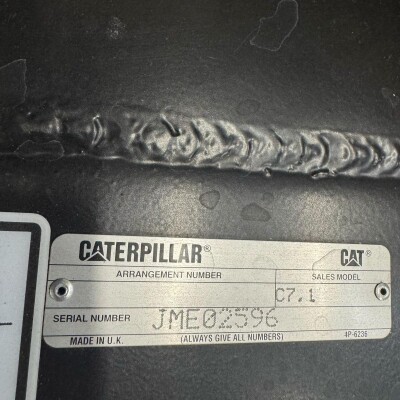 CATERPILLAR® CAT®
ARRANGEMENT NUMBER SALES MODEL
C7.1
SERIAL NUMBER JME02596
MADE IN U.K. (ALWAYS GIVE ALL NUMBERS) 4P-6236